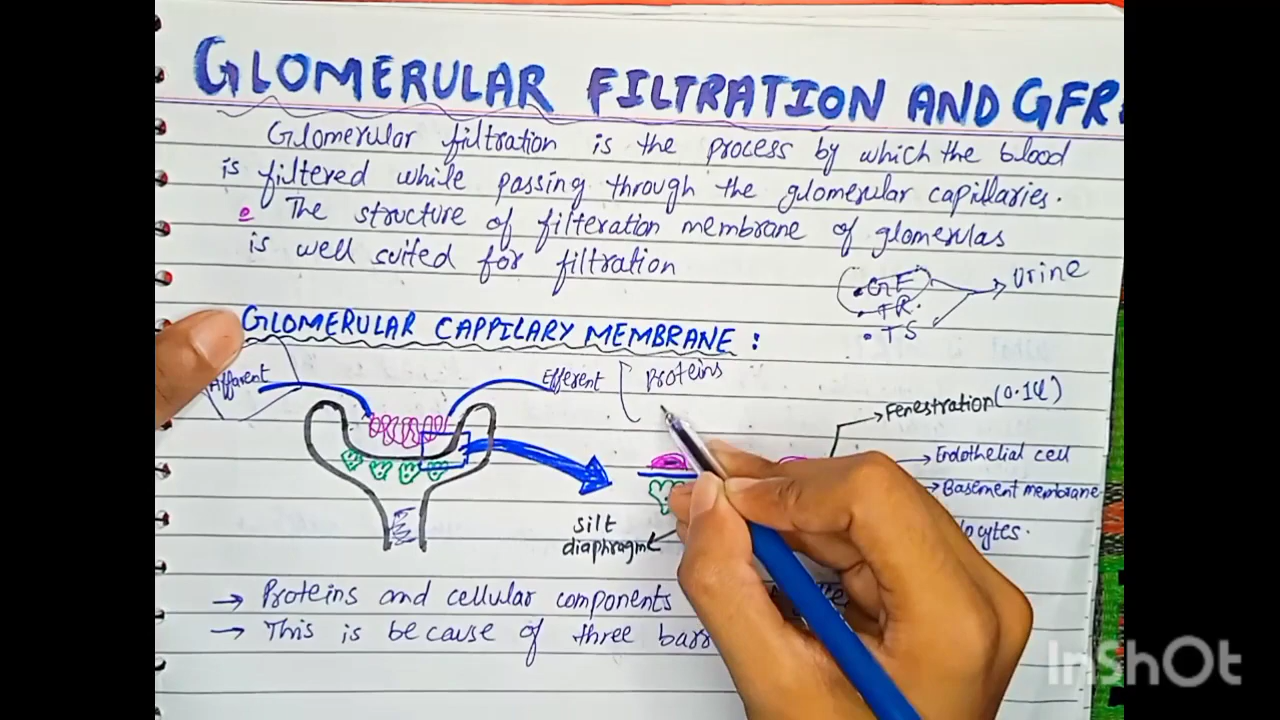 GLOMERULAR FILTRATION AND GFR:
Glomerular filtration is the process by which the blood
is filtered while passing through the glomerular capillaries.
The structure of filteration membrane of glomerulas
is well suited for filtration
GF
TR
TS
Urine
GLOMERULAR CAPPILARY MEMBRANE :
Afferent
Efferent
Proteins
Fenestration (0.1
Endothelial cell
Basement membrane
silt
diaphragm
→ Proteins and cellular components
→ This is because of three barr
InShOt